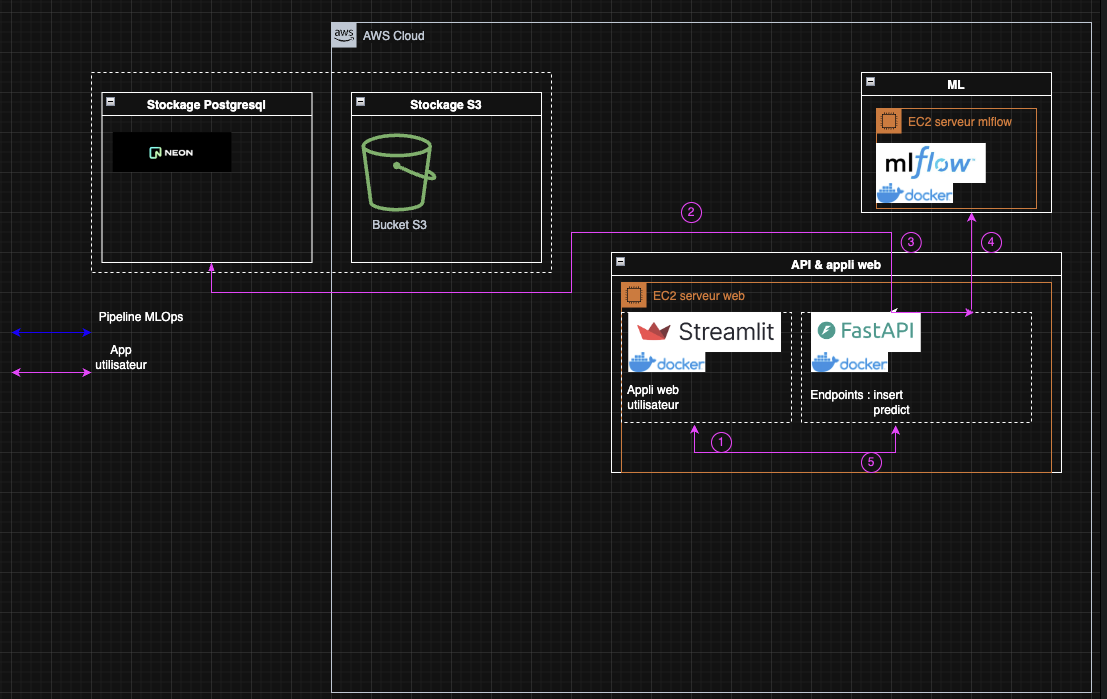 aws
AWS Cloud
Stockage Postgresql
NEON
Stockage S3
Bucket S3
ML
EC2 serveur mlflow
mlflow
docker
2
3
4
API & appli web
EC2 serveur web
Streamlit
docker
Appli web
utilisateur
FastAPI
docker
Endpoints : insert
predict
1
5
Pipeline MLOps
App
utilisateur